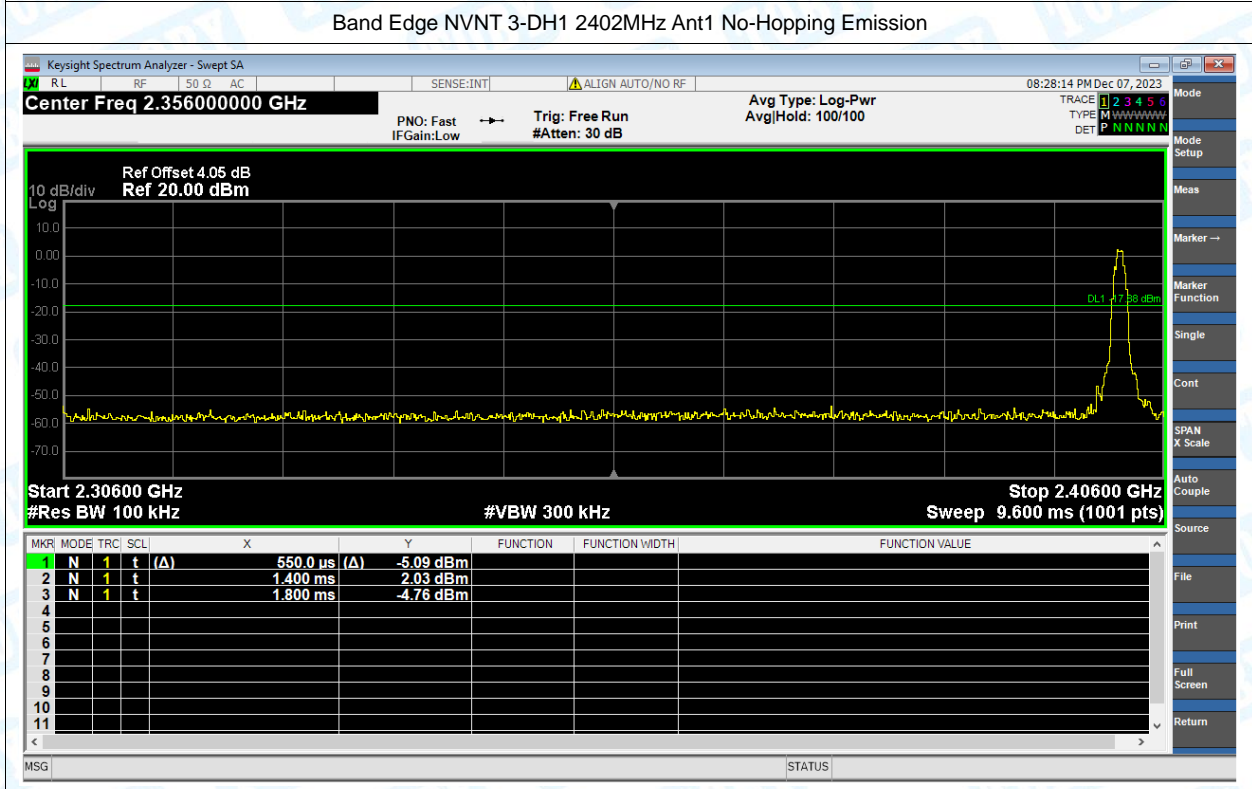 Band Edge NVNT 3-DH1 2402MHz Ant1 No-Hopping Emission
Keysight Spectrum Analyzer - Swept SA
LXI RL RF 50 Ω AC SENSE:INT ALIGN AUTO/NO RF 08:28:14 PM Dec 07, 2023
Center Freq 2.356000000 GHz
PNO: Fast
IFGain:Low
Trig: Free Run
#Atten: 30 dB
Avg Type: Log-Pwr
Avg|Hold: 100/100
TRACE 1 2 3 4 5 6
TYPE M W W W W W
DET P N N N N N
Ref Offset 4.05 dB
10 dB/div Ref 20.00 dBm
Log
10.0
0.00
-10.0
-20.0
-30.0
-40.0
-50.0
-60.0
-70.0
DL1 -17.88 dBm
Start 2.30600 GHz Stop 2.40600 GHz
#Res BW 100 kHz #VBW 300 kHz Sweep 9.600 ms (1001 pts)
MKR MODE TRC SCL X Y FUNCTION FUNCTION WIDTH FUNCTION VALUE
1 N 1 t (Δ) 550.0 µs (Δ) -5.09 dBm
2 N 1 t 1.400 ms 2.03 dBm
3 N 1 t 1.800 ms -4.76 dBm
4
5
6
7
8
9
10
11
MSG STATUS
Mode
Mode Setup
Meas
Marker →
Marker Function
Single
Cont
SPAN X Scale
Auto Couple
Source
File
Print
Full Screen
Return